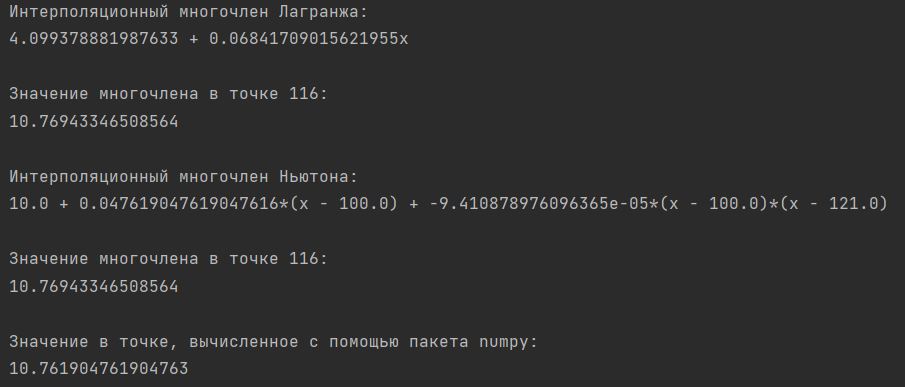 Интерполяционный многочлен Лагранжа:
4.099378881987633 + 0.06841709015621955x
Значение многочлена в точке 116:
10.76943346508564
Интерполяционный многочлен Ньютона:
10.0 + 0.047619047619047616*(x - 100.0) + -9.410878976096365e-05*(x - 100.0)*(x - 121.0)
Значение многочлена в точке 116:
10.76943346508564
Значение в точке, вычисленное с помощью пакета numpy:
10.761904761904763